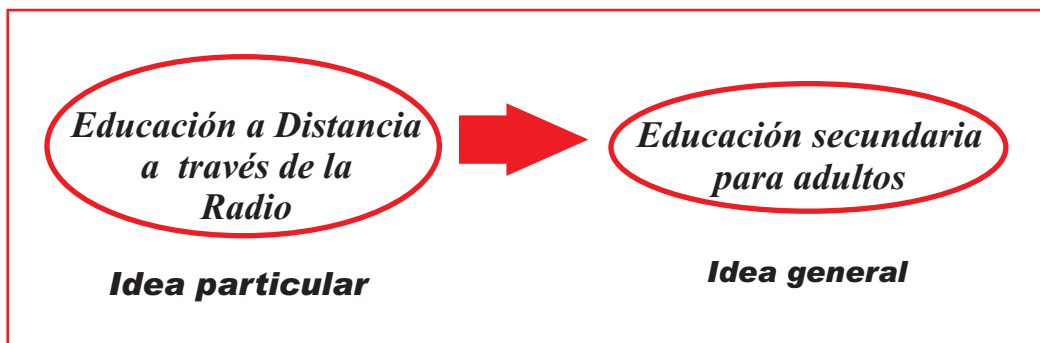 Educación a Distancia
a través de la
Radio
Idea particular
Educación secundaria
para adultos
Idea general